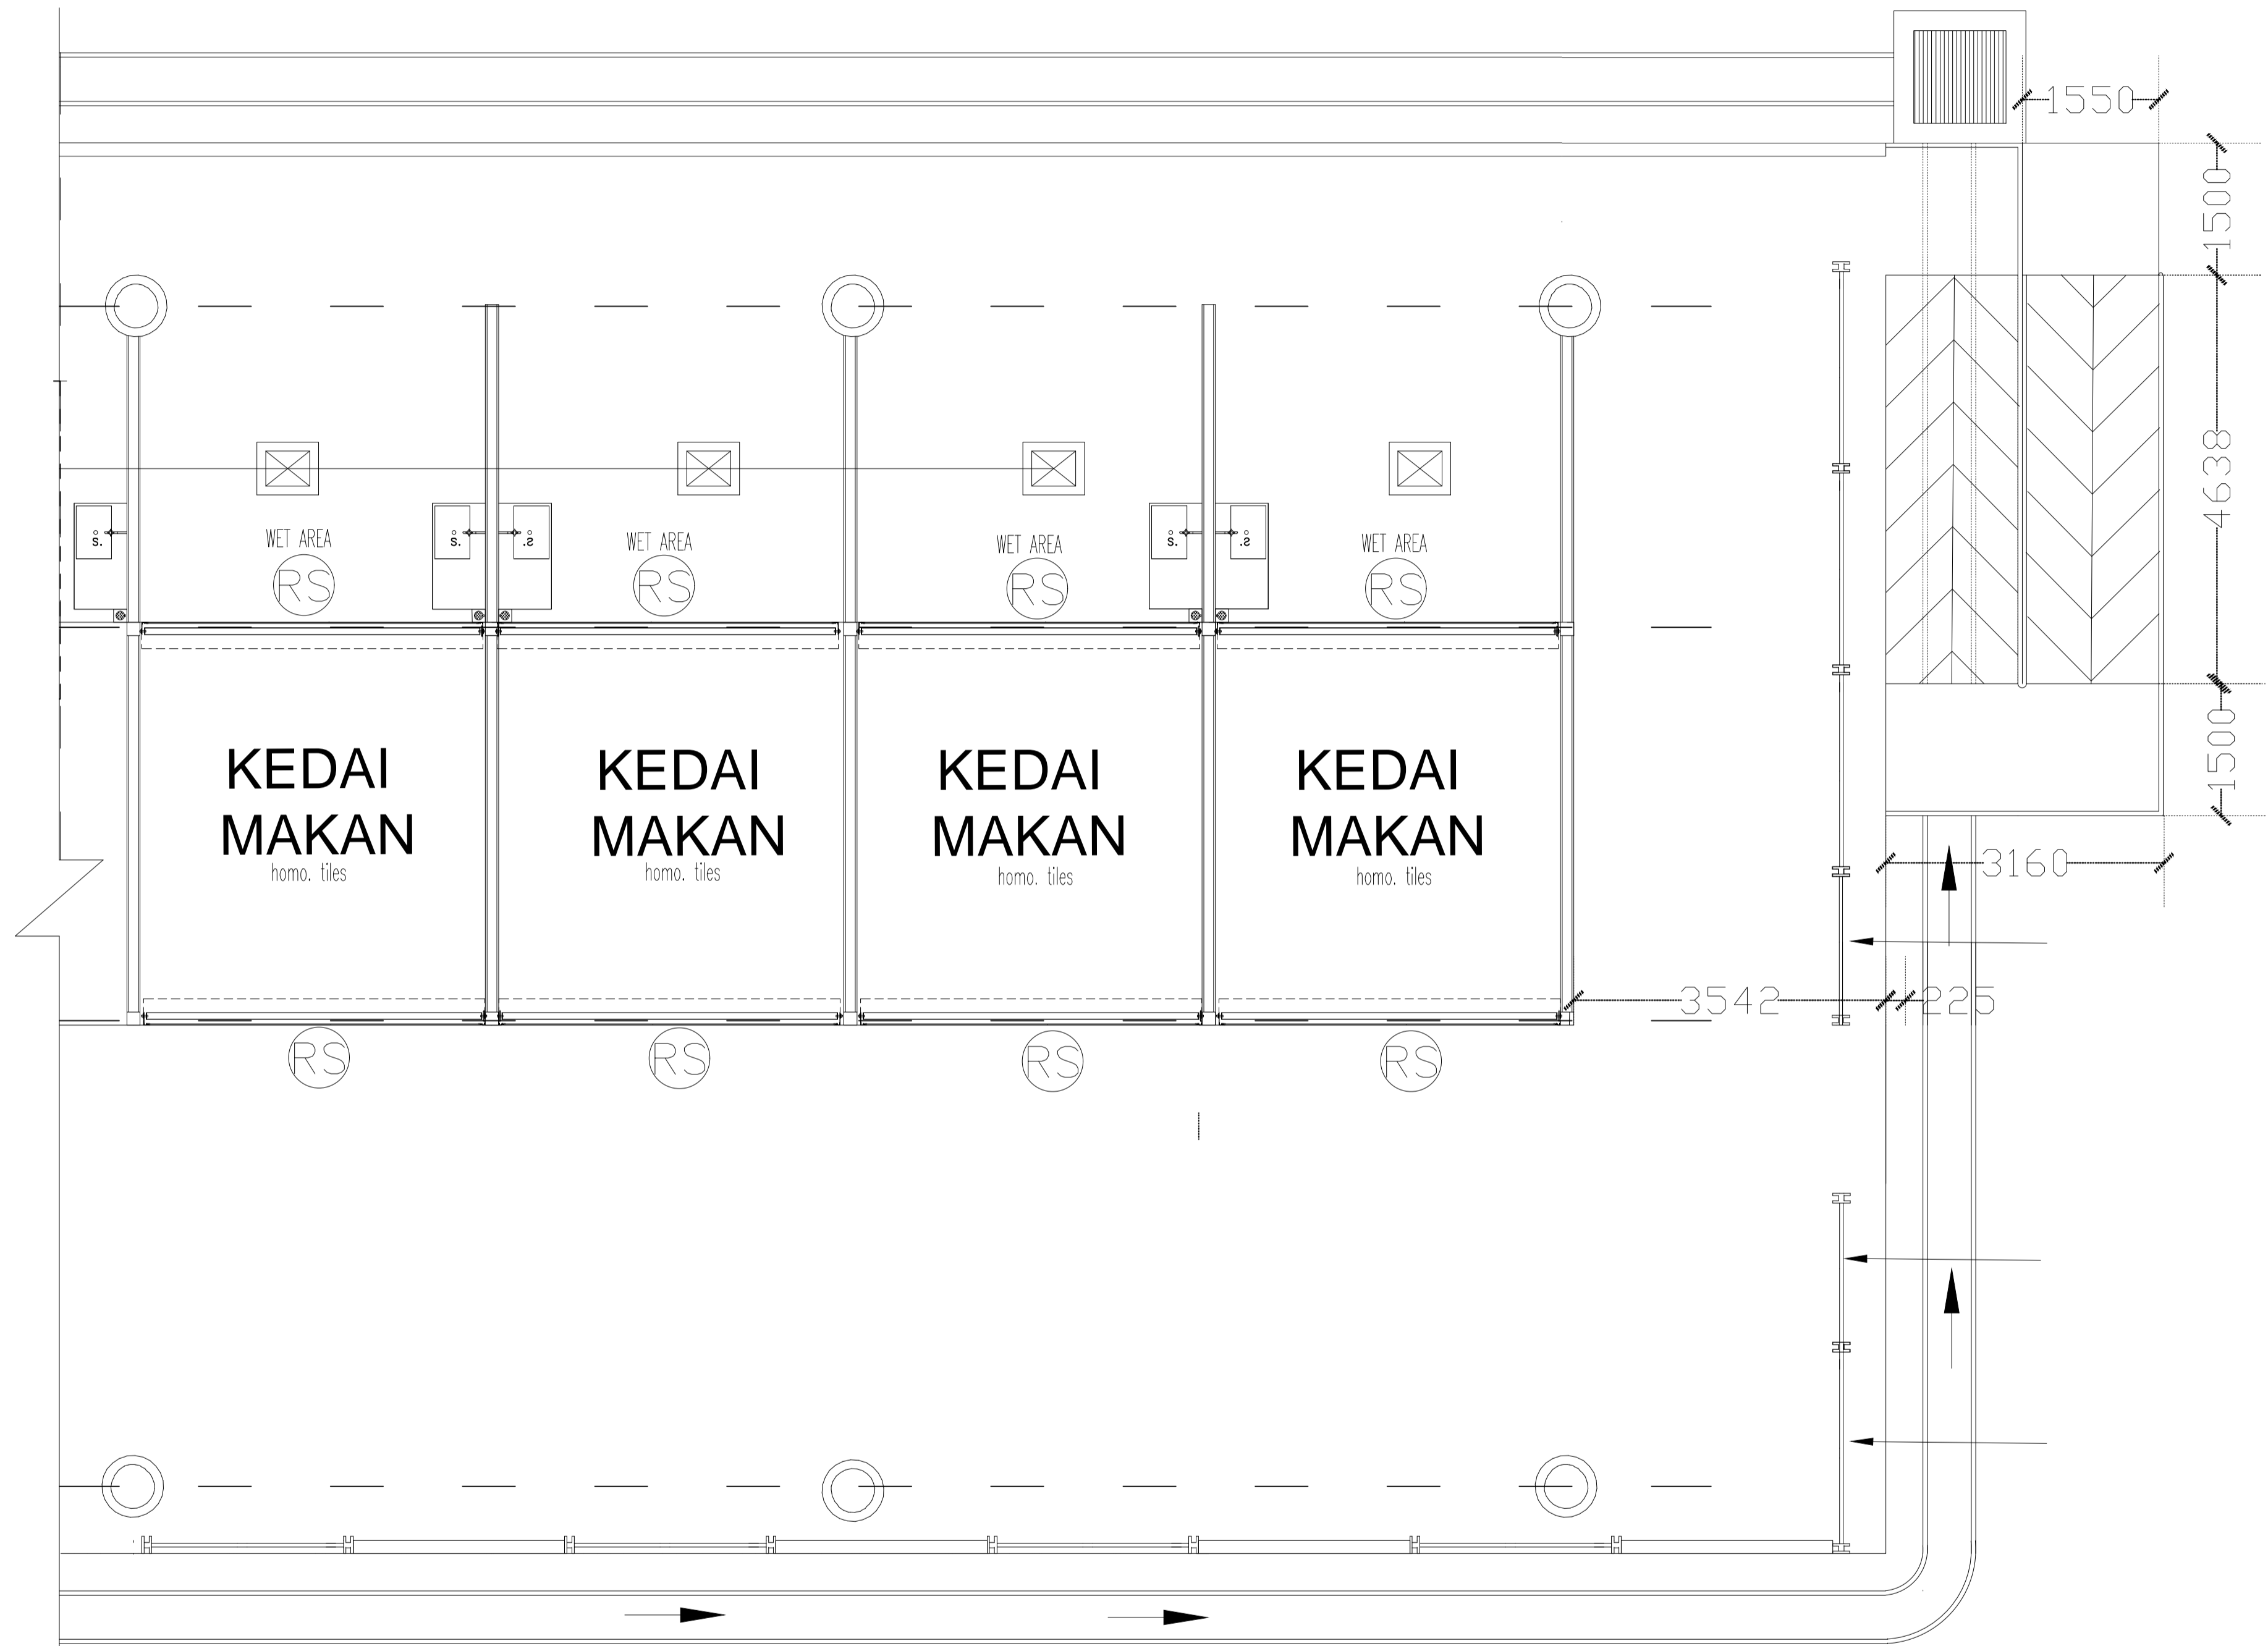 1550
1500
4638
S.
S.
S.
S.
S.
WET AREA
WET AREA
WET AREA
WET AREA
RS
RS
RS
RS
KEDAI
MAKAN
homo. tiles
KEDAI
MAKAN
homo. tiles
KEDAI
MAKAN
homo. tiles
KEDAI
MAKAN
homo. tiles
1500
3160
3542
225
RS
RS
RS
RS